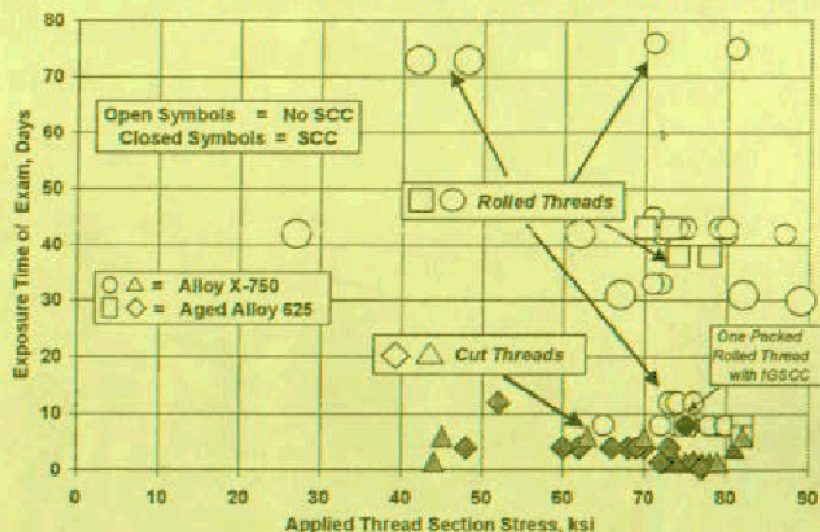 80
70
60
50
40
30
20
10
0
Exposure Time of Exam, Days
Open Symbols = No SCC
Closed Symbols = SCC
Rolled Threads
= Alloy X-750
= Aged Alloy 625
Cut Threads
One Packed
Rolled Thread
with IGSCC
0 10 20 30 40 50 60 70 80 90
Applied Thread Section Stress, ksi